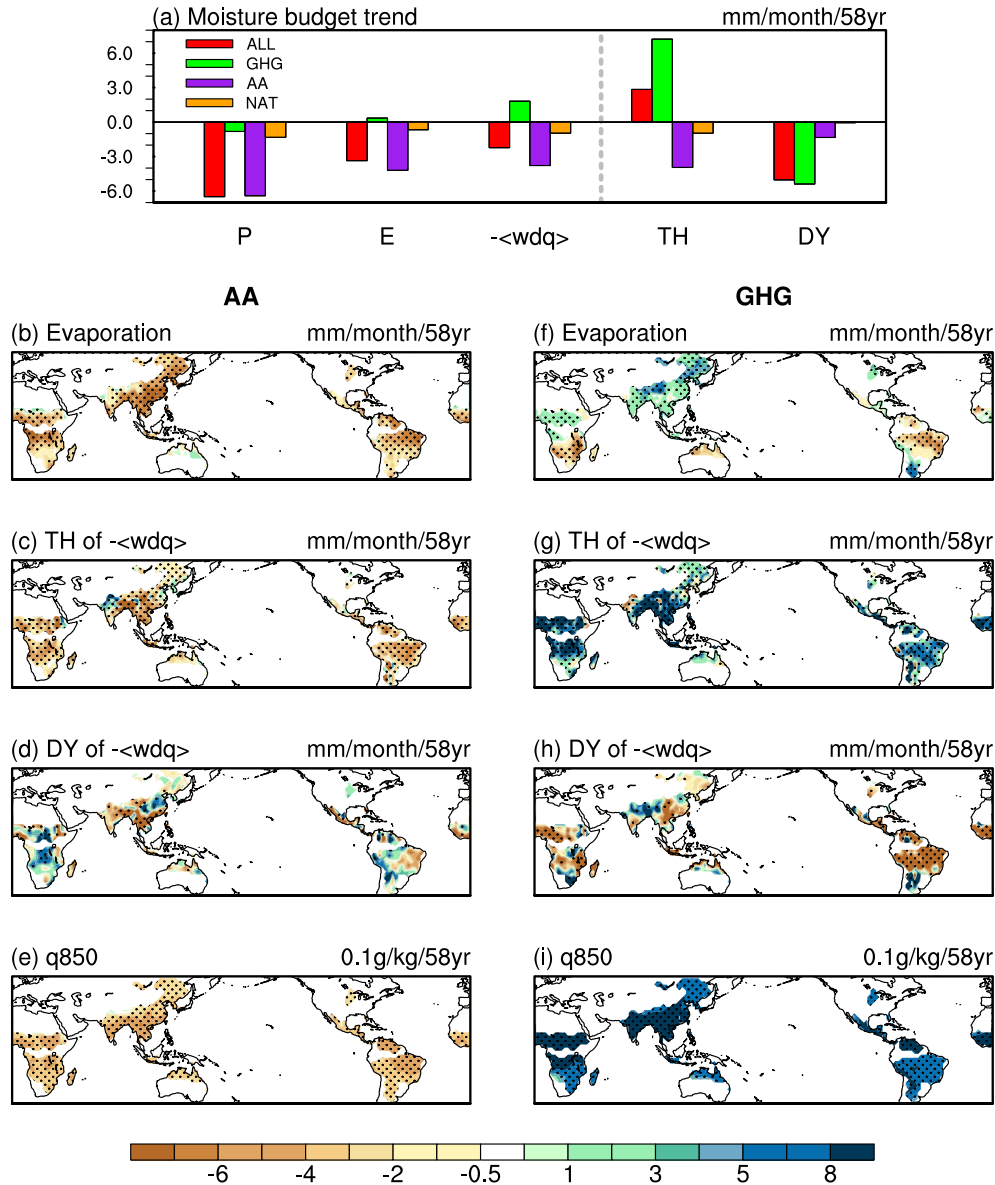 (a) Moisture budget trend mm/month/58yr
ALL
GHG
AA
NAT
6.0
3.0
0.0
-3.0
-6.0
P E -<wdq> TH DY
AA GHG
(b) Evaporation mm/month/58yr (f) Evaporation mm/month/58yr
(c) TH of -<wdq> mm/month/58yr (g) TH of -<wdq> mm/month/58yr
(d) DY of -<wdq> mm/month/58yr (h) DY of -<wdq> mm/month/58yr
(e) q850 0.1g/kg/58yr (i) q850 0.1g/kg/58yr
-6 -4 -2 -0.5 1 3 5 8